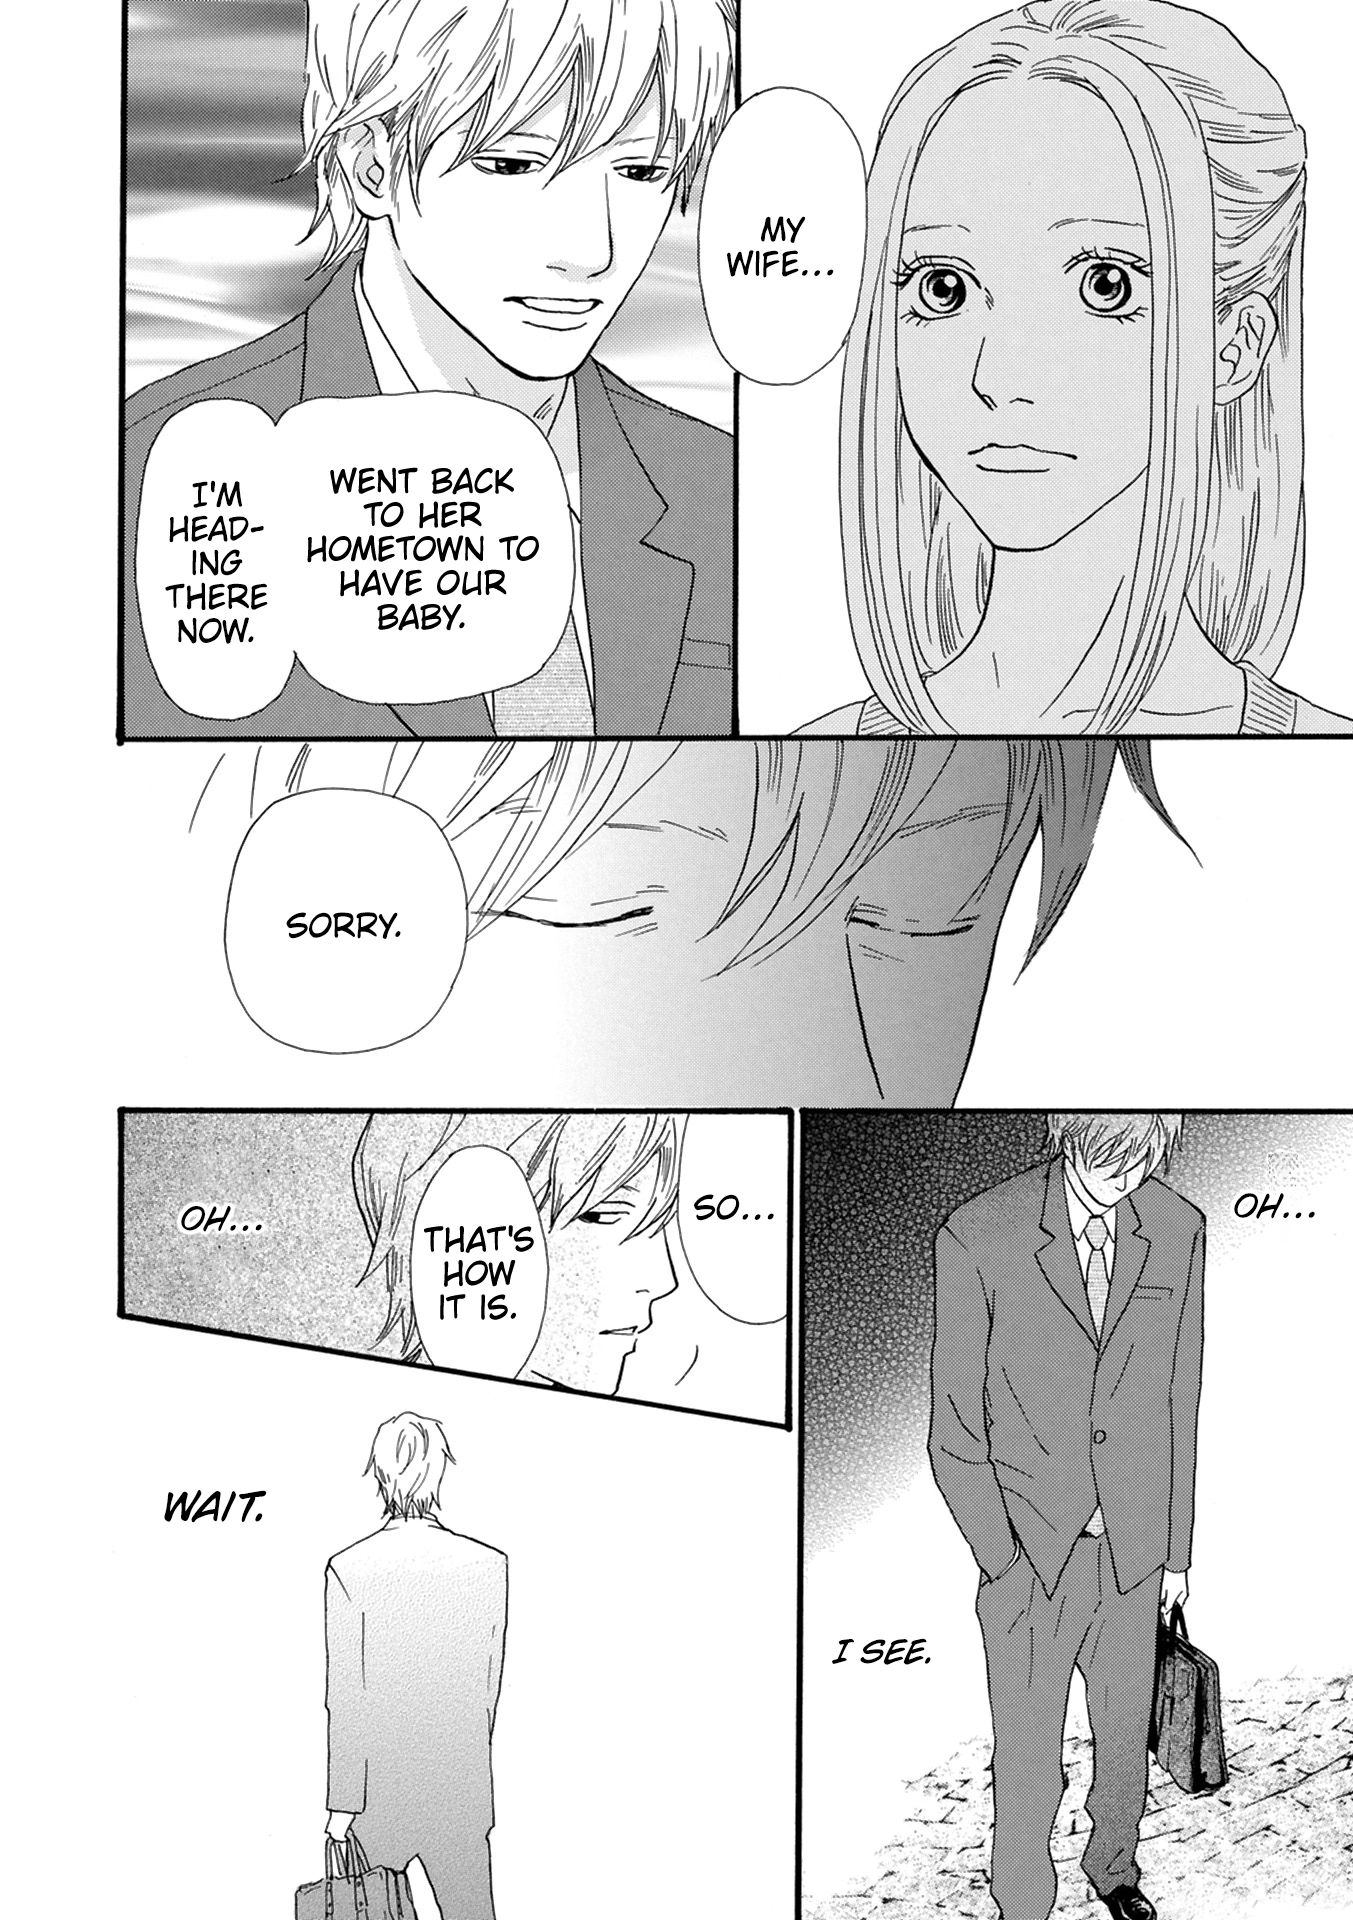 MY
WIFE...
WENT BACK
TO HER
HOMETOWN TO
HAVE OUR
BABY.
I'M
HEAD-
ING
THERE
NOW.
SORRY.
OH...
I SEE.
SO...
THAT'S
HOW
IT IS.
OH...
WAIT.